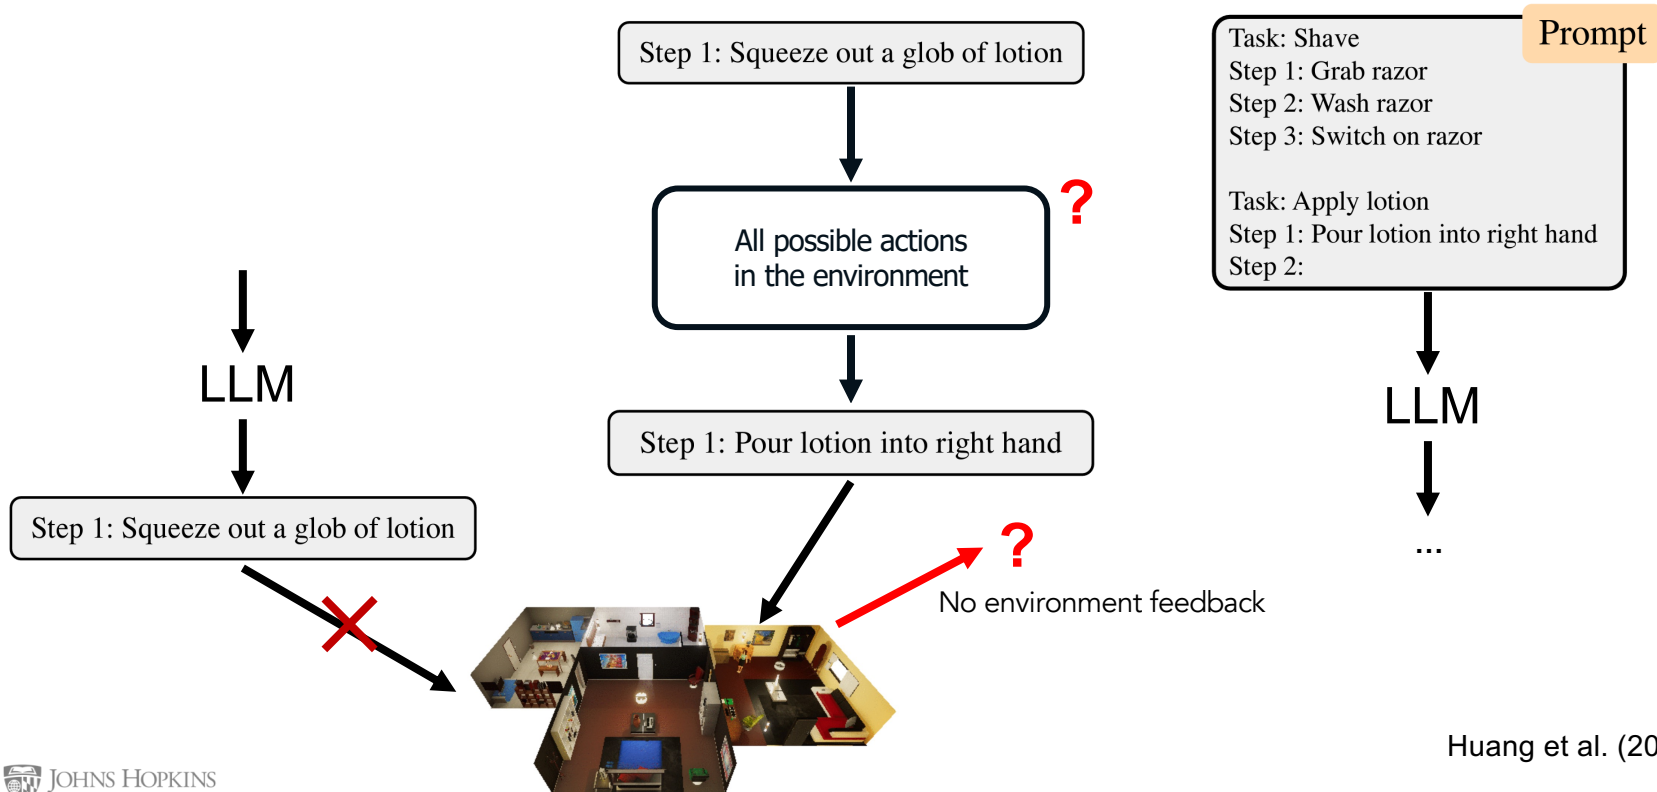 Step 1: Squeeze out a glob of lotion
?
All possible actions
in the environment
Step 1: Pour lotion into right hand
LLM
Step 1: Squeeze out a glob of lotion
?
No environment feedback
Prompt
Task: Shave
Step 1: Grab razor
Step 2: Wash razor
Step 3: Switch on razor
Task: Apply lotion
Step 1: Pour lotion into right hand
Step 2:
LLM
...
Huang et al. (20
JOHNS HOPKINS